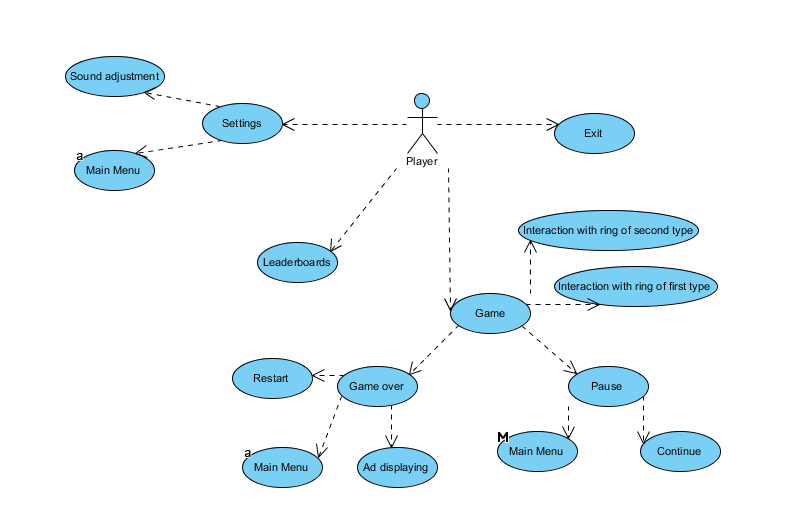 Sound adjustment
Settings
Exit
Player
a
Main Menu
Interaction with ring of second type
Leaderboards
Interaction with ring of first type
Game
Restart
Game over
Pause
M
Main Menu
Continue
a
Main Menu
Ad displaying